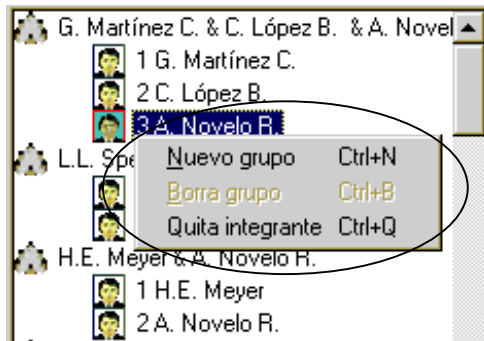 G. Martínez C. & C. López B. & A. Novel
1 G. Martínez C.
2 C. López B.
3 A. Novelo R.
L.L. Spe
Nuevo grupo Ctrl+N
Borra grupo Ctrl+B
Quita integrante Ctrl+Q
H.E. Meyer & A. Novelo R.
1 H.E. Meyer
2 A. Novelo R.